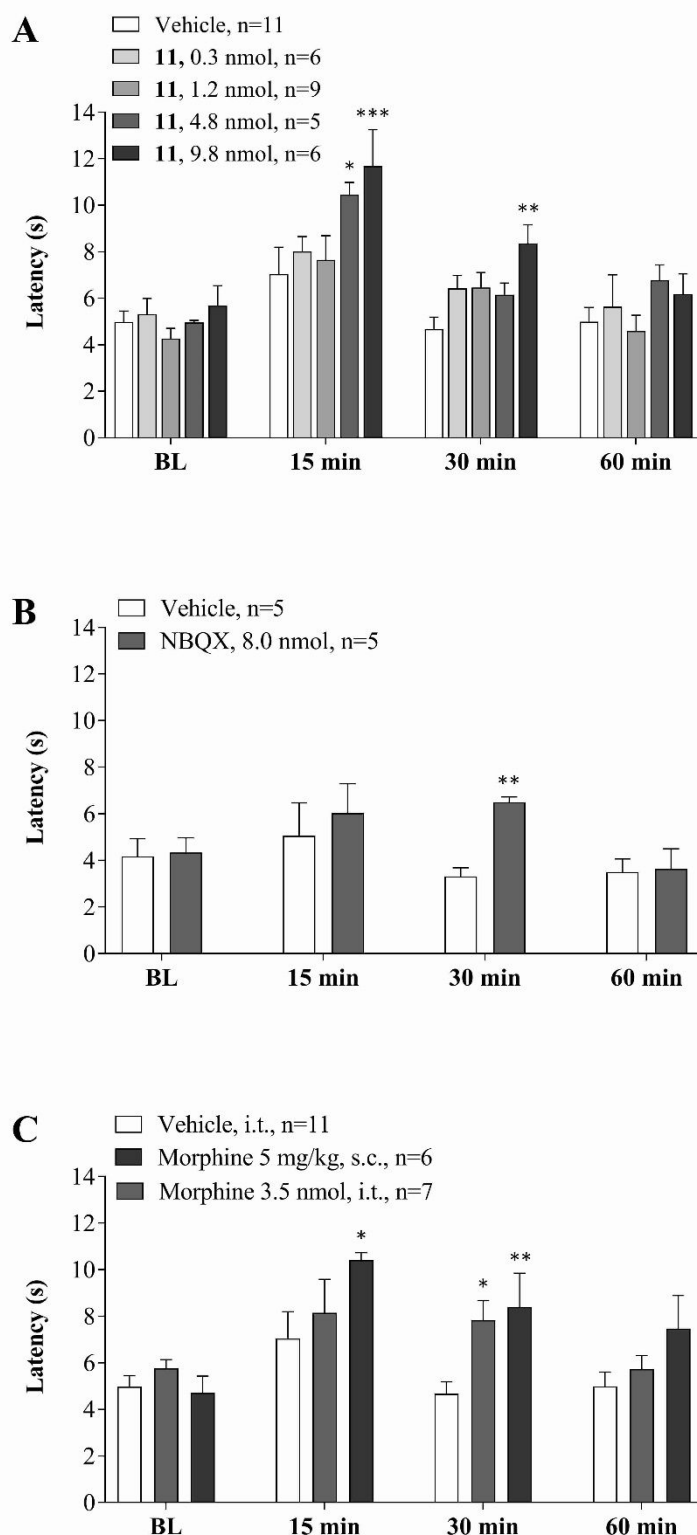 A
Vehicle, n=11
11, 0.3 nmol, n=6
11, 1.2 nmol, n=9
11, 4.8 nmol, n=5
11, 9.8 nmol, n=6
14
12
10
8
6
4
2
0
Latency (s)
*
***
**
BL 15 min 30 min 60 min
B
Vehicle, n=5
NBQX, 8.0 nmol, n=5
14
12
10
8
6
4
2
0
Latency (s)
**
BL 15 min 30 min 60 min
C
Vehicle, i.t., n=11
Morphine 5 mg/kg, s.c., n=6
Morphine 3.5 nmol, i.t., n=7
14
12
10
8
6
4
2
0
Latency (s)
*
*
**
BL 15 min 30 min 60 min